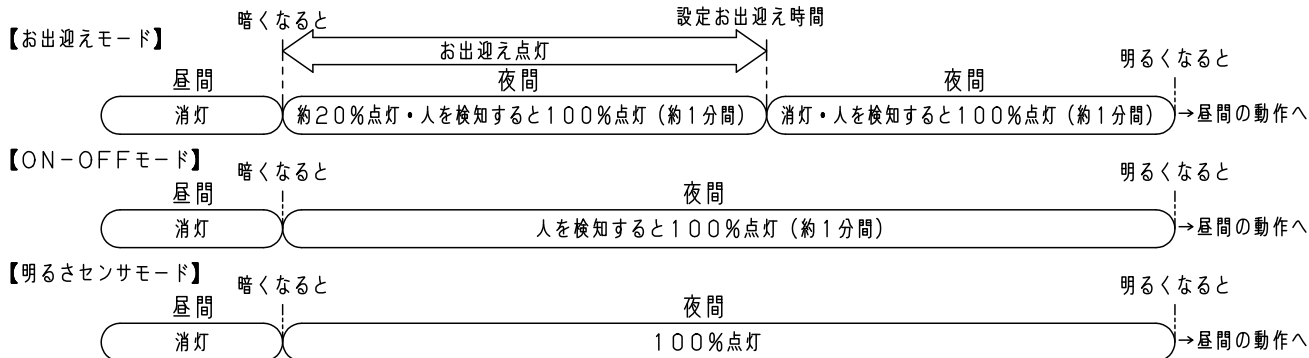 【お出迎えモード】
暗くなると
設定お出迎え時間
お出迎え点灯
明るくなると
昼間
夜間
夜間
消灯
約20%点灯・人を検知すると100%点灯(約1分間)
消灯・人を検知すると100%点灯(約1分間)
→昼間の動作へ
【ON-OFFモード】
暗くなると
明るくなると
昼間
夜間
消灯
人を検知すると100%点灯(約1分間)
→昼間の動作へ
【明るさセンサモード】
暗くなると
明るくなると
昼間
夜間
消灯
100%点灯
→昼間の動作へ